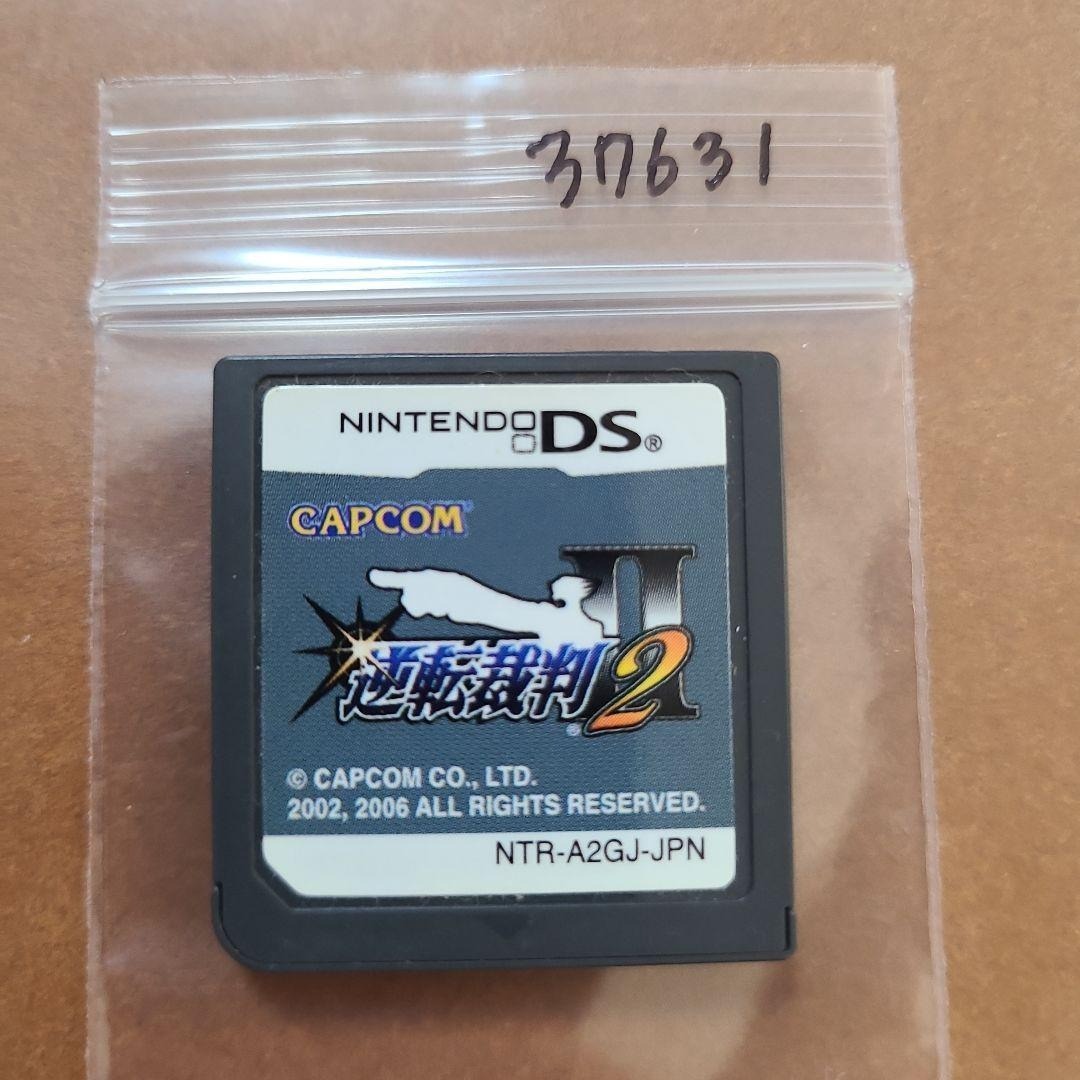 37631
NINTENDO DS®
CAPCOM
II
逆転裁判2
© CAPCOM CO., LTD.
2002, 2006 ALL RIGHTS RESERVED.
NTR-A2GJ-JPN